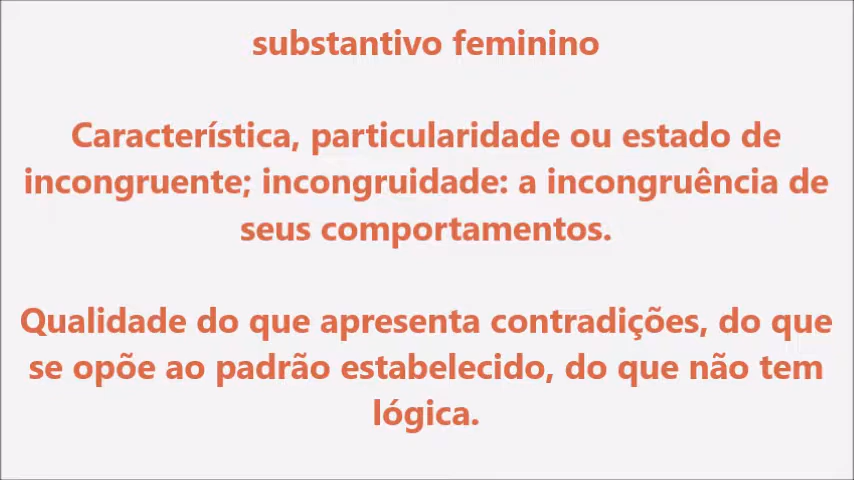 substantivo feminino
Característica, particularidade ou estado de
incongruente; incongruidade: a incongruência de
seus comportamentos.
Qualidade do que apresenta contradições, do que
se opõe ao padrão estabelecido, do que não tem
lógica.